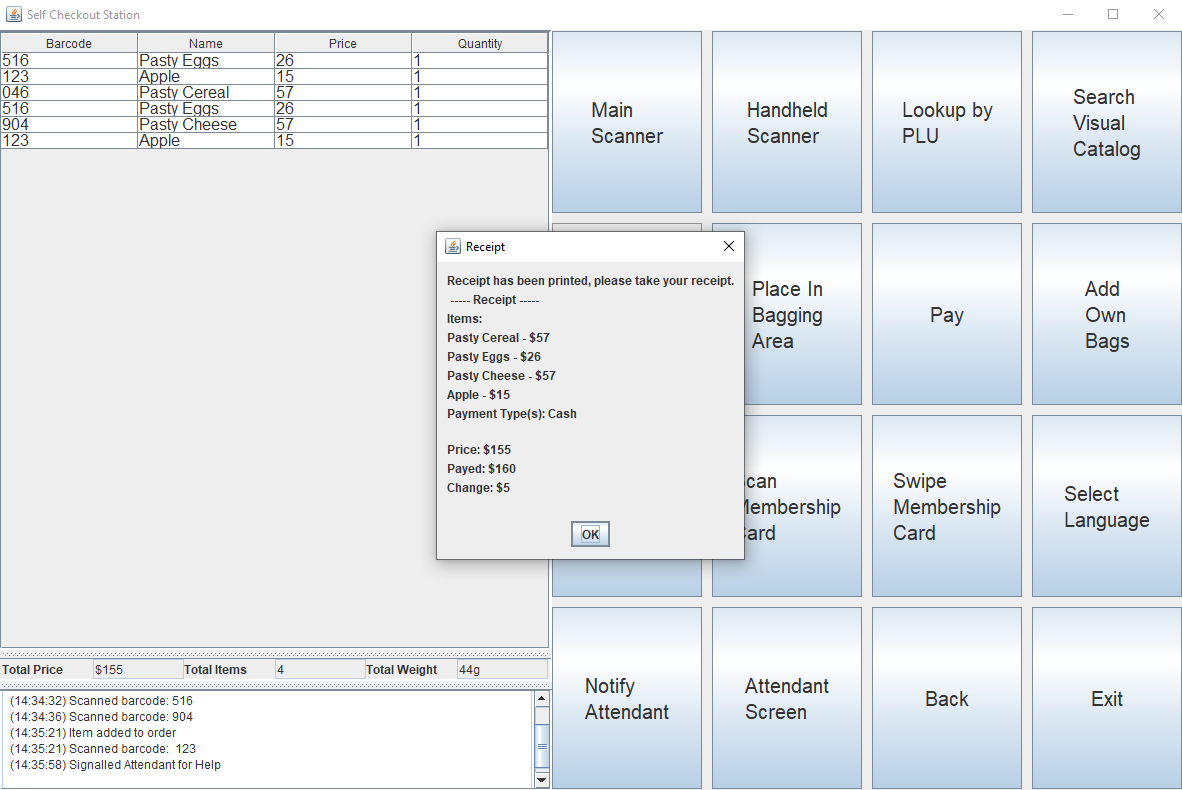 Self Checkout Station
Barcode Name Price Quantity
516 Pasty Eggs 26 1
123 Apple 15 1
046 Pasty Cereal 57 1
516 Pasty Eggs 26 1
904 Pasty Cheese 57 1
123 Apple 15 1
Main
Scanner
Handheld
Scanner
Lookup by
PLU
Search
Visual
Catalog
Receipt
Receipt has been printed, please take your receipt.
----- Receipt -----
Items:
Pasty Cereal - $57
Pasty Eggs - $26
Pasty Cheese - $57
Apple - $15
Payment Type(s): Cash
Price: $155
Payed: $160
Change: $5
OK
Place In
Bagging
Area
Pay
Add
Own
Bags
Swipe
Membership
Card
Select
Language
Total Price $155 Total Items 4 Total Weight 44g
(14:34:32) Scanned barcode: 516
(14:34:36) Scanned barcode: 904
(14:35:21) Item added to order
(14:35:21) Scanned barcode:  123
(14:35:58) Signalled Attendant for Help
Notify
Attendant
Attendant
Screen
Back
Exit